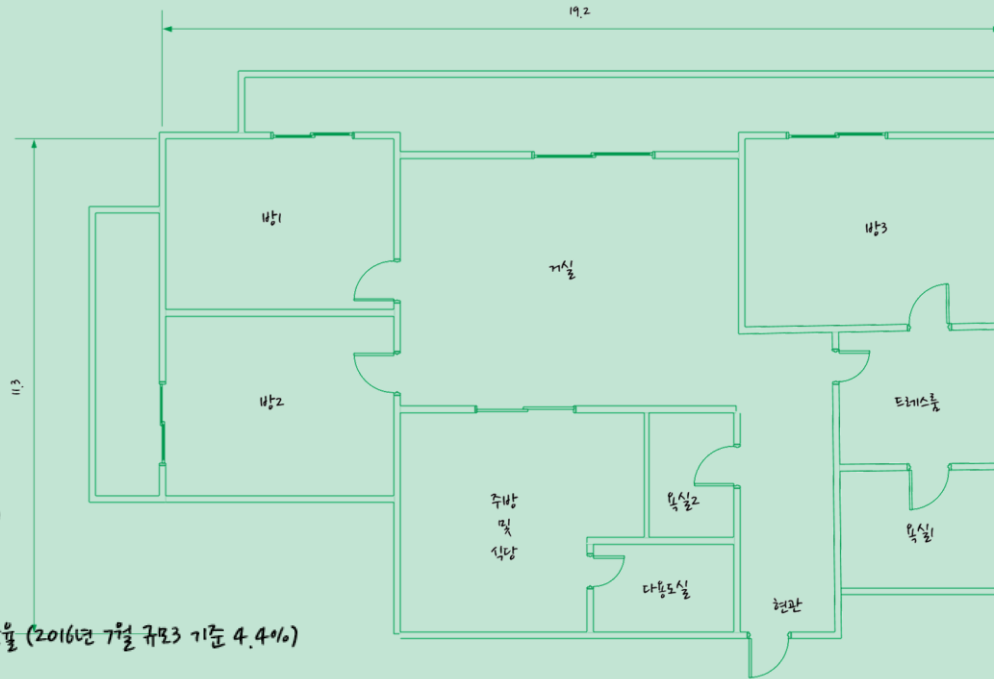 19.2
방1
방3
거실
11.3
방2
드레스룸
주방
및
식당
욕실2
욕실1
다용도실
현관
(2016년 7월 규모3 기준 4.4%)